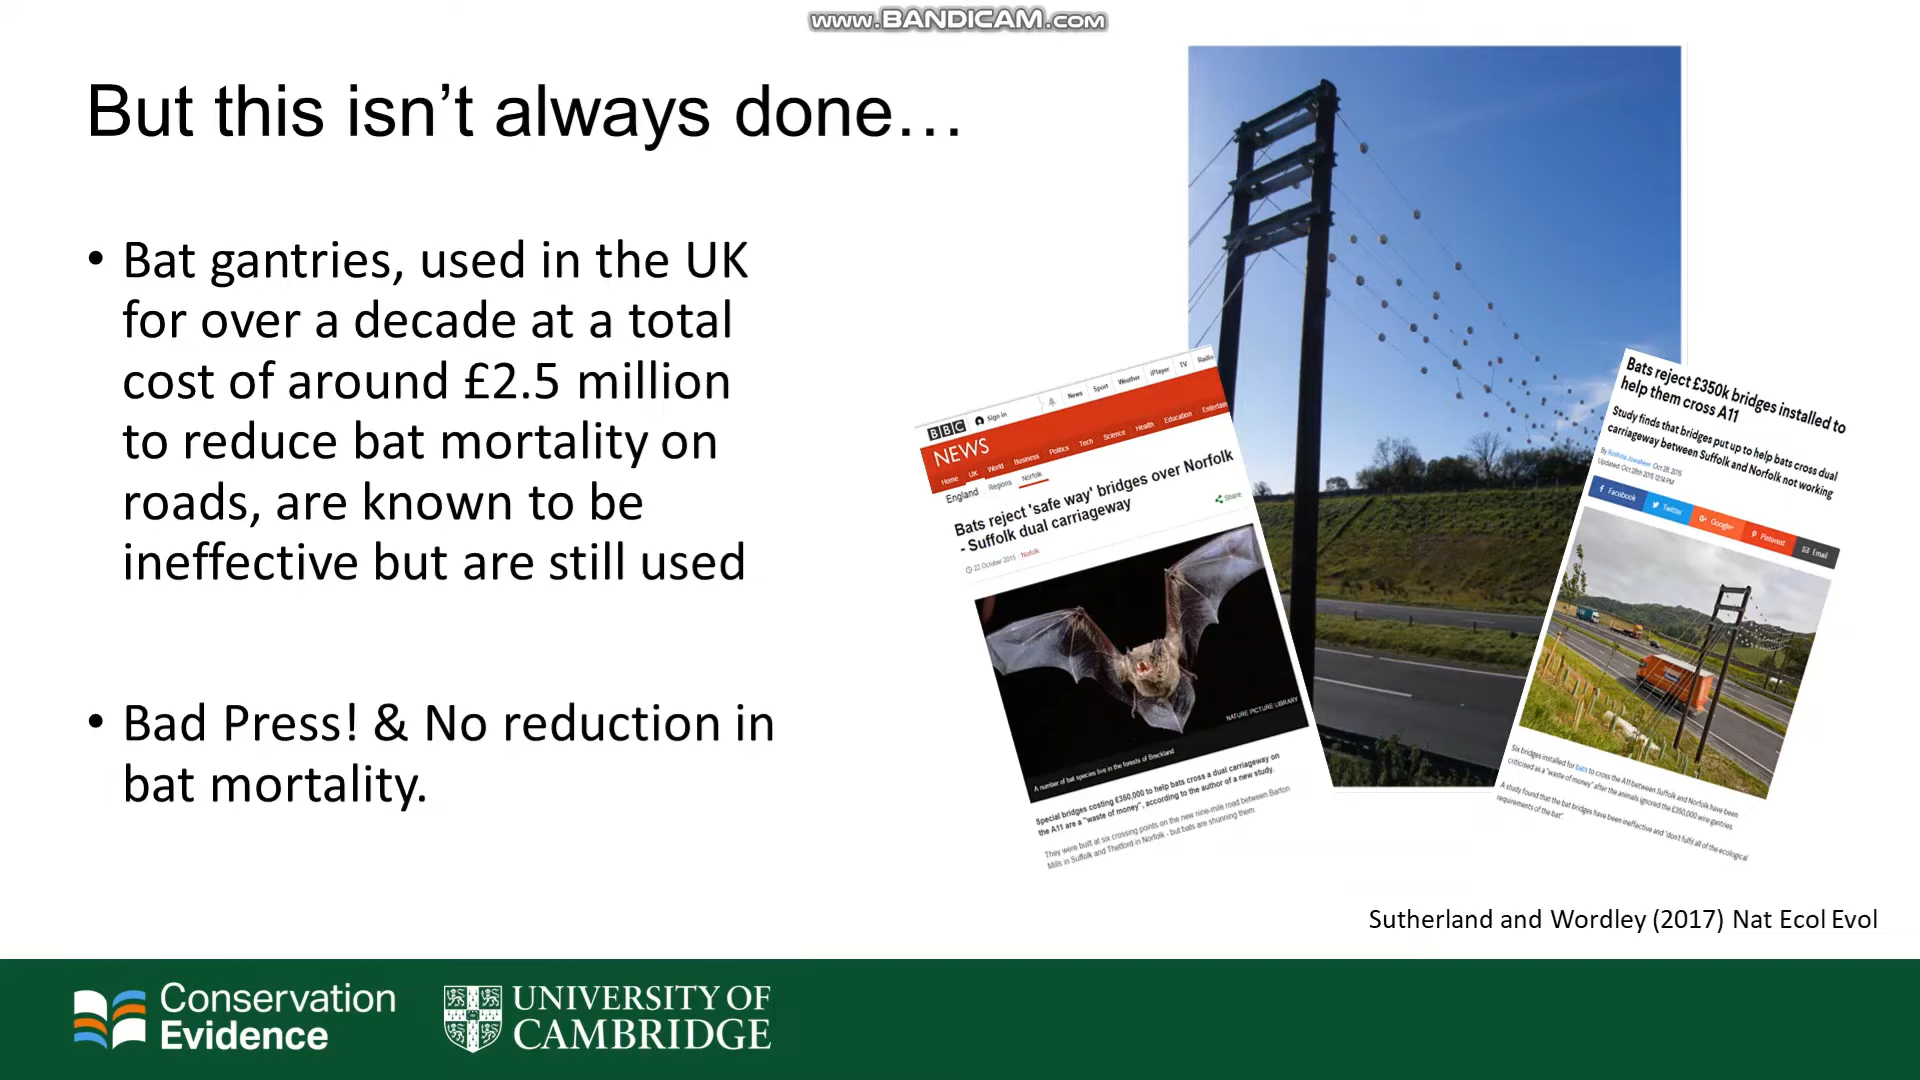 www.BANDICAM.com
But this isn’t always done…
• Bat gantries, used in the UK
for over a decade at a total
cost of around £2.5 million
to reduce bat mortality on
roads, are known to be
ineffective but are still used
• Bad Press! & No reduction in
bat mortality.
BBC
Sign in
News Sport Weather iPlayer TV Radio
NEWS
Home UK World Business Politics Tech Science Health Education Entertain
England Regions Norfolk
Bats reject 'safe way' bridges over Norfolk
- Suffolk dual carriageway
22 October 2015 Norfolk
Share
NATURE PICTURE LIBRARY
A number of bat species live in the forests of Breckland
Special bridges costing £350,000 to help bats cross a dual carriageway on
the A11 are a "waste of money", according to the author of a new study.
They were built at six crossing points on the new nine-mile road between Barton
Mills in Suffolk and Thetford in Norfolk - but bats are shunning them.
Bats reject £350k bridges installed to
help them cross A11
Study finds that bridges put up to help bats cross dual
carriageway between Suffolk and Norfolk not working
By Roshina Jowaheer Oct 28, 2015
Updated: Oct 28th 2015 12:14 PM
Facebook Twitter Google+ Pinterest Email
Six bridges installed for bats to cross the A11 between Suffolk and Norfolk have been
criticised as a "waste of money" after the animals ignored the £350,000 wire gantries.
A study found that the bat bridges have been ineffective and "don't fulfil all of the ecological
requirements of the bat".
Sutherland and Wordley (2017) Nat Ecol Evol
Conservation
Evidence
UNIVERSITY OF
CAMBRIDGE